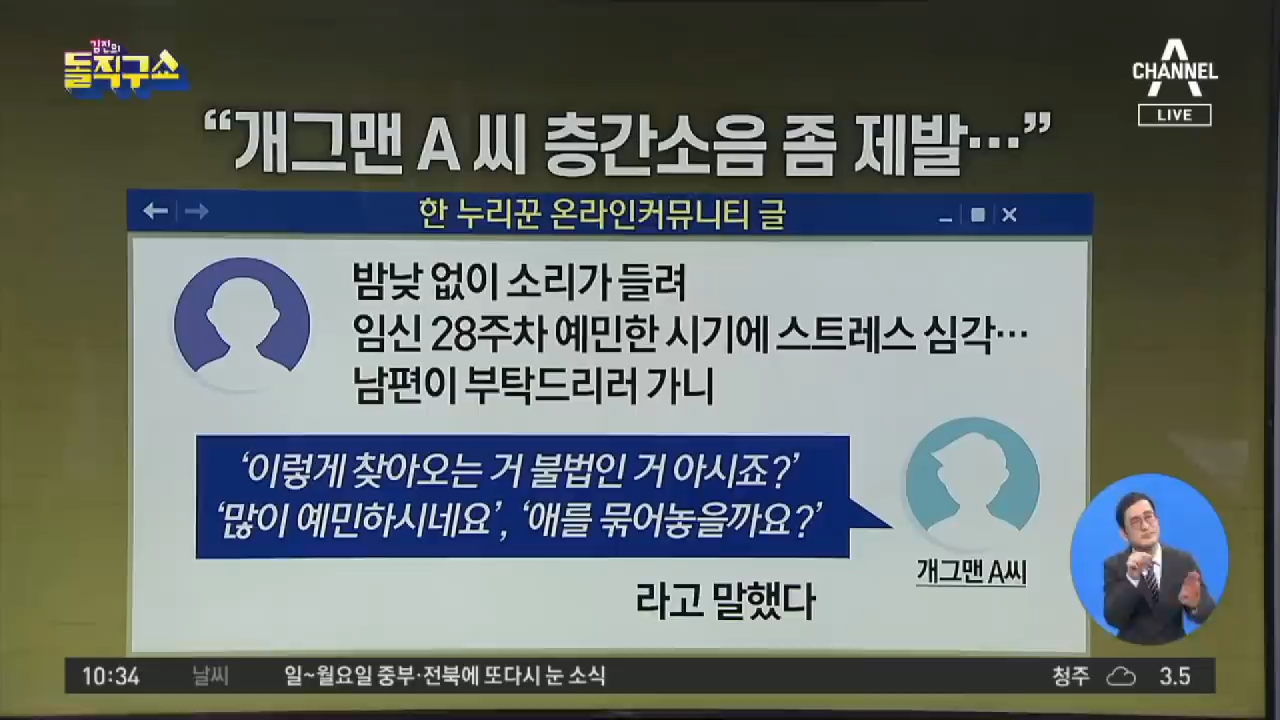 김진의
돌직구쇼
CHANNEL A
LIVE
“개그맨 A 씨 층간소음 좀 제발…”
한 누리꾼 온라인커뮤니티 글
밤낮 없이 소리가 들려
임신 28주차 예민한 시기에 스트레스 심각…
남편이 부탁드리러 가니
‘이렇게 찾아오는 거 불법인 거 아시죠?’
‘많이 예민하시네요’, ‘애를 묶어놓을까요?’
개그맨 A씨
라고 말했다
10:34 날씨 일~월요일 중부·전북에 또다시 눈 소식 청주 3.5